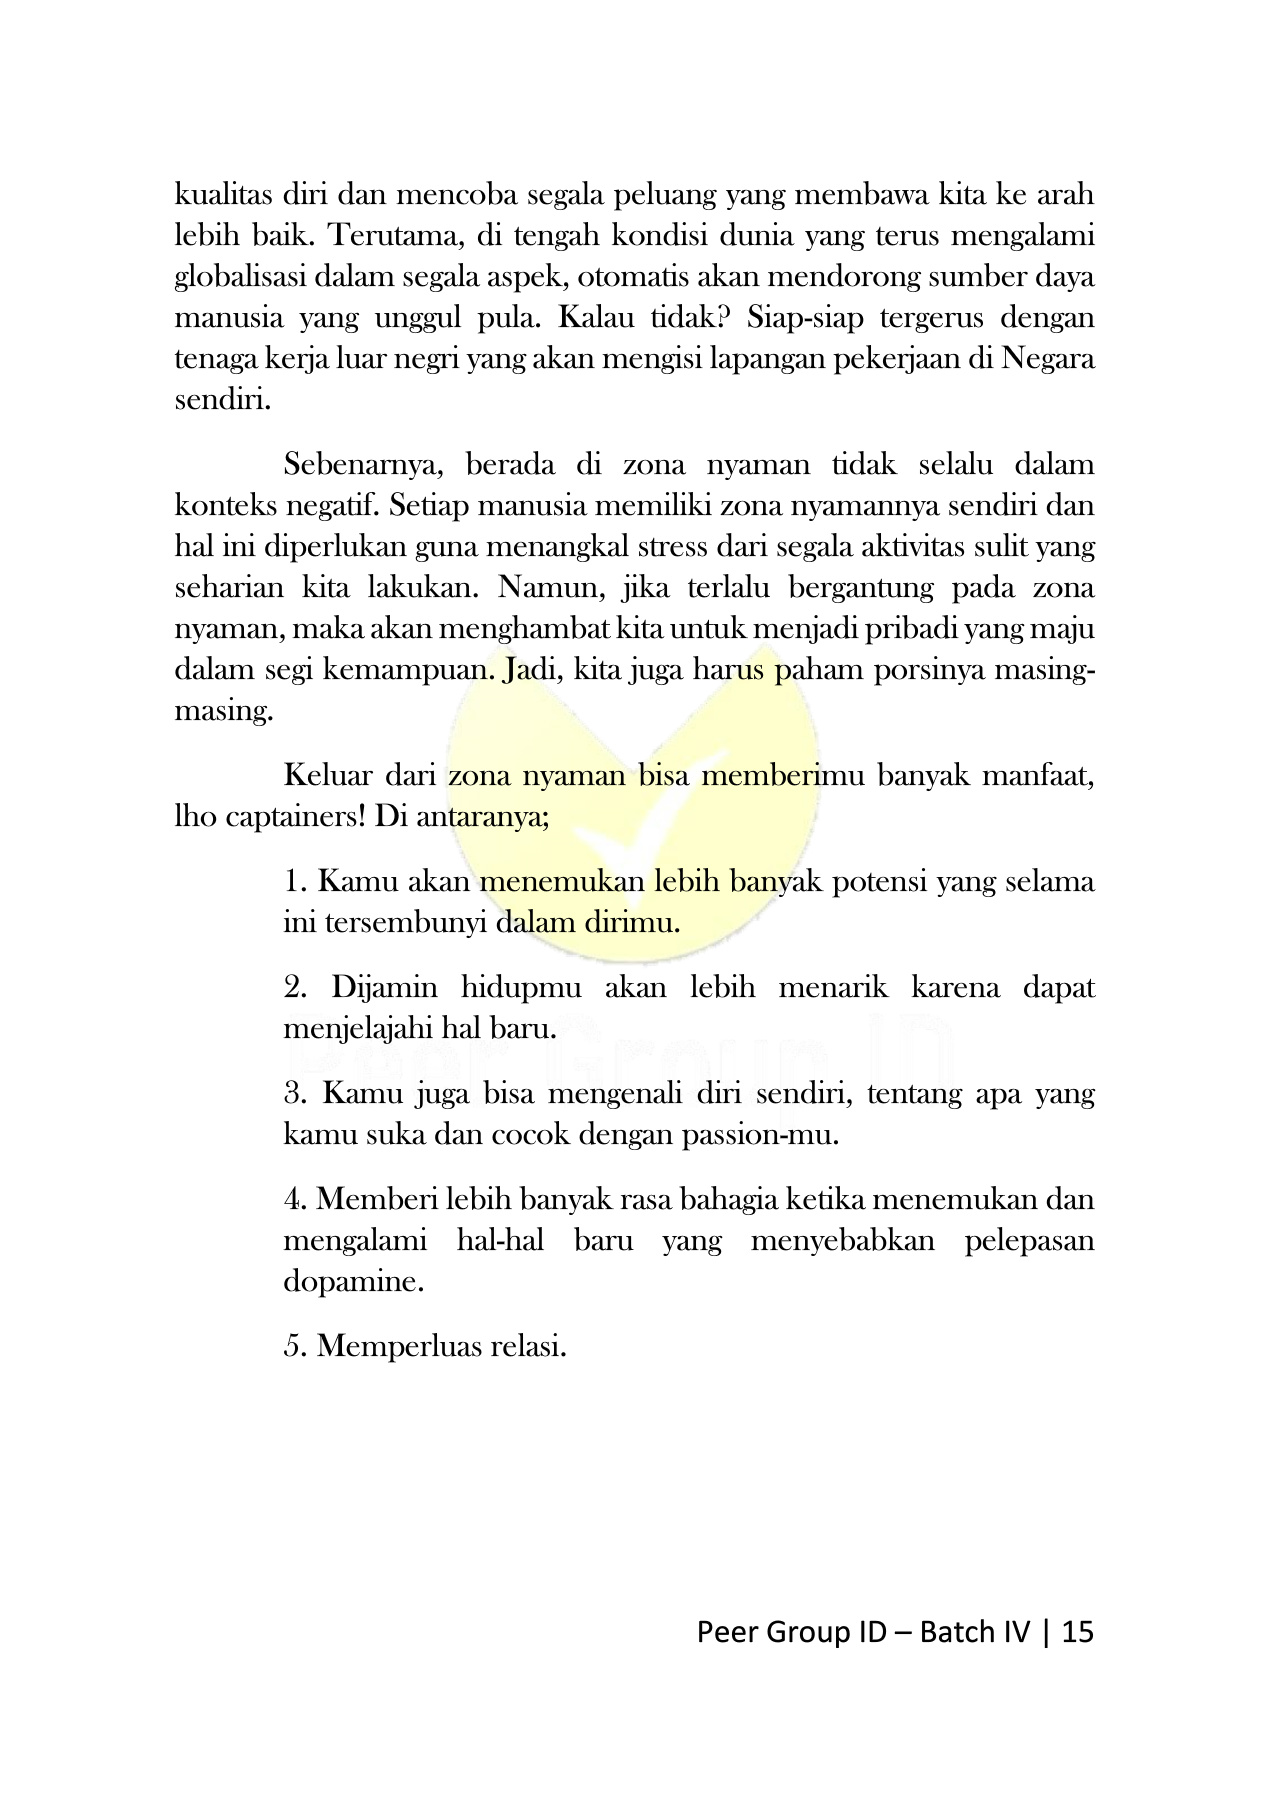 kualitas diri dan mencoba segala peluang yang membawa kita ke arah
lebih baik. Terutama, di tengah kondisi dunia yang terus mengalami
globalisasi dalam segala aspek, otomatis akan mendorong sumber daya
manusia yang unggul pula. Kalau tidak? Siap-siap tergerus dengan
tenaga kerja luar negri yang akan mengisi lapangan pekerjaan di Negara
sendiri.
Sebenarnya, berada di zona nyaman tidak selalu dalam
konteks negatif. Setiap manusia memiliki zona nyamannya sendiri dan
hal ini diperlukan guna menangkal stress dari segala aktivitas sulit yang
seharian kita lakukan. Namun, jika terlalu bergantung pada zona
nyaman, maka akan menghambat kita untuk menjadi pribadi yang maju
dalam segi kemampuan. Jadi, kita juga harus paham porsinya masing-
masing.
Keluar dari zona nyaman bisa memberimu banyak manfaat,
lho captainers! Di antaranya;
1. Kamu akan menemukan lebih banyak potensi yang selama
ini tersembunyi dalam dirimu.
2. Dijamin hidupmu akan lebih menarik karena dapat
menjelajahi hal baru.
Peer Group ID
3. Kamu juga bisa mengenali diri sendiri, tentang apa yang
kamu suka dan cocok dengan passion-mu.
4. Memberi lebih banyak rasa bahagia ketika menemukan dan
mengalami hal-hal baru yang menyebabkan pelepasan
dopamine.
5. Memperluas relasi.
Peer Group ID – Batch IV | 15